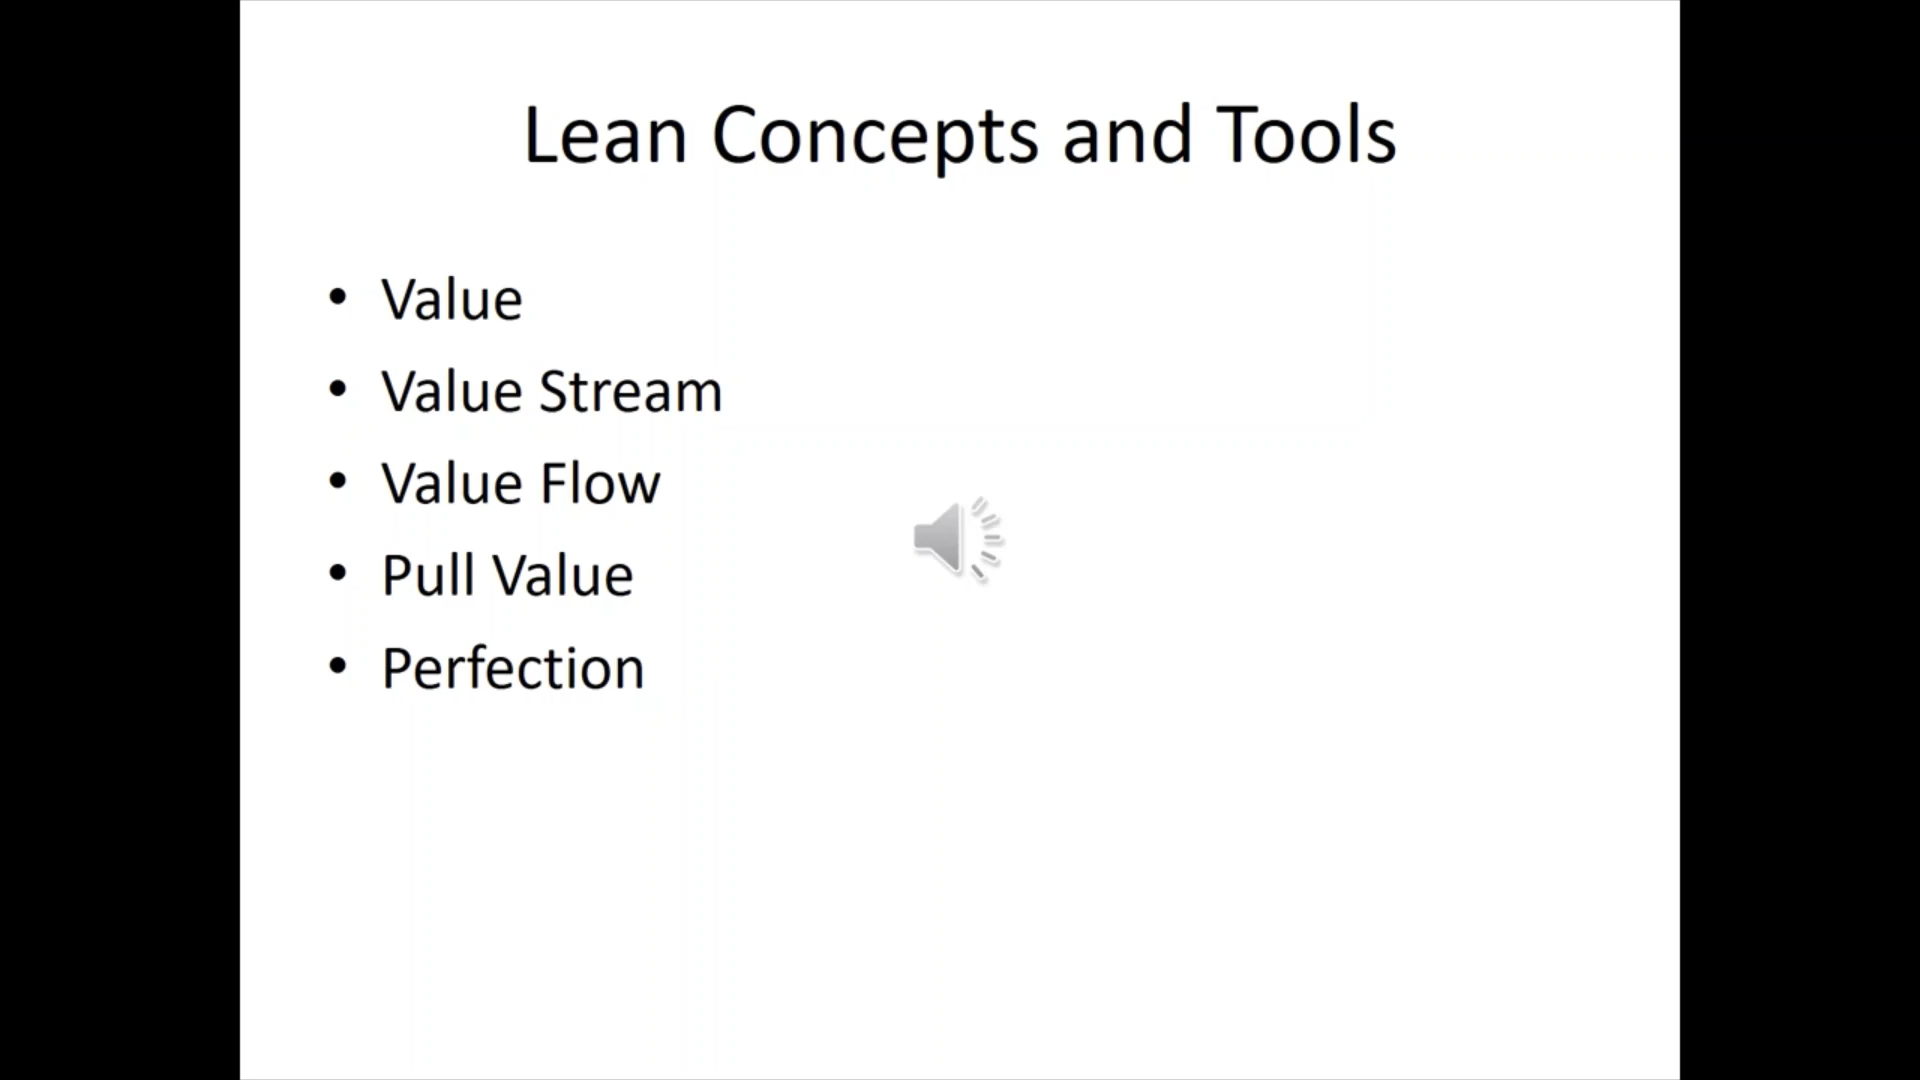 Lean Concepts and Tools
• Value
• Value Stream
• Value Flow
• Pull Value
• Perfection